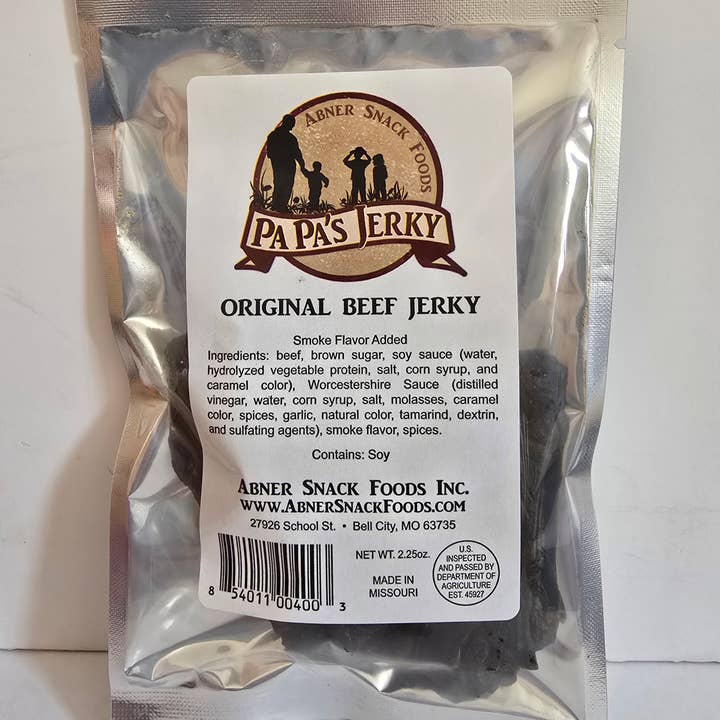 ABNER SNACK FOODS
PA PA'S JERKY
ORIGINAL BEEF JERKY
Smoke Flavor Added
Ingredients: beef, brown sugar, soy sauce (water,
hydrolyzed vegetable protein, salt, corn syrup, and
caramel color), Worcestershire Sauce (distilled
vinegar, water, corn syrup, salt, molasses, caramel
color, spices, garlic, natural color, tamarind, dextrin,
and sulfating agents), smoke flavor, spices.
Contains: Soy
ABNER SNACK FOODS INC.
WWW.ABNERSNACKFOODS.COM
27926 School St. • Bell City, MO 63735
8 54011 00400 3
NET WT. 2.25oz.
MADE IN
MISSOURI
U.S.
INSPECTED
AND PASSED BY
DEPARTMENT OF
AGRICULTURE
EST. 45927